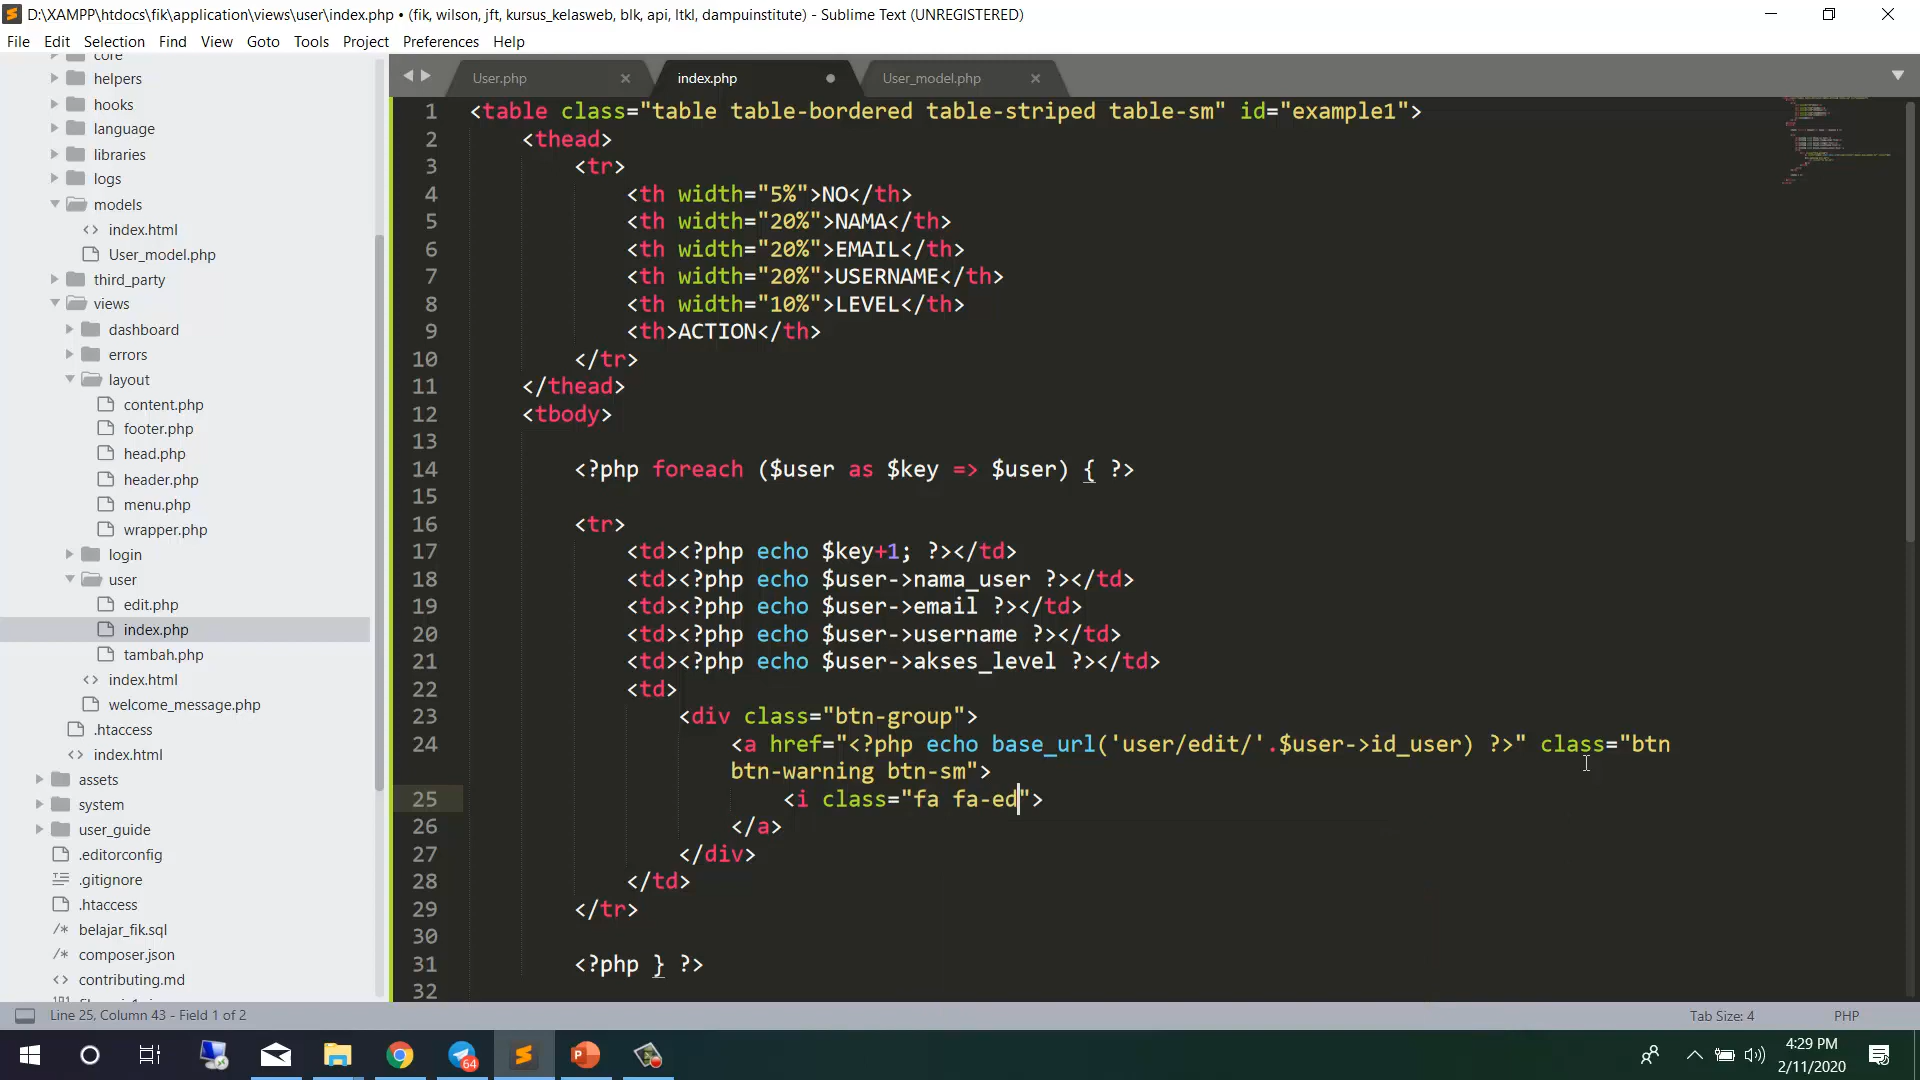 D:\XAMPP\htdocs\fik\application\views\user\index.php • (fik, wilson, jft, kursus_kelasweb, blk, api, ltkl, dampuinstitute) - Sublime Text (UNREGISTERED)
File Edit Selection Find View Goto Tools Project Preferences Help
core
helpers
hooks
language
libraries
logs
models
index.html
User_model.php
third_party
views
dashboard
errors
layout
content.php
footer.php
head.php
header.php
menu.php
wrapper.php
login
user
edit.php
index.php
tambah.php
index.html
welcome_message.php
.htaccess
index.html
assets
system
user_guide
.editorconfig
.gitignore
.htaccess
belajar_fik.sql
composer.json
contributing.md
User.php index.php User_model.php
1 <table class="table table-bordered table-striped table-sm" id="example1">
2 <thead>
3 <tr>
4 <th width="5%">NO</th>
5 <th width="20%">NAMA</th>
6 <th width="20%">EMAIL</th>
7 <th width="20%">USERNAME</th>
8 <th width="10%">LEVEL</th>
9 <th>ACTION</th>
10 </tr>
11 </thead>
12 <tbody>
13
14 <?php foreach ($user as $key => $user) { ?>
15
16 <tr>
17 <td><?php echo $key+1; ?></td>
18 <td><?php echo $user->nama_user ?></td>
19 <td><?php echo $user->email ?></td>
20 <td><?php echo $user->username ?></td>
21 <td><?php echo $user->akses_level ?></td>
22 <td>
23 <div class="btn-group">
24 <a href="<?php echo base_url('user/edit/'.$user->id_user) ?>" class="btn
btn-warning btn-sm">
25 <i class="fa fa-ed">
26 </a>
27 </div>
28 </td>
29 </tr>
30
31 <?php } ?>
32
Line 25, Column 43 - Field 1 of 2
Tab Size: 4 PHP
64
4:29 PM
2/11/2020